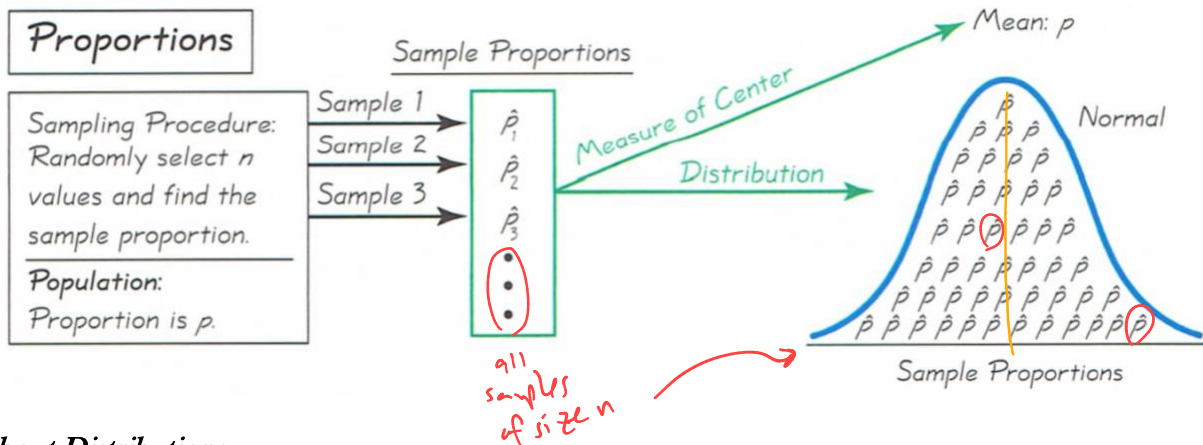 Proportions
Sampling Procedure:
Randomly select n
values and find the
sample proportion.
Population:
Proportion is p.
Sample 1
Sample 2
Sample 3
Sample Proportions
p̂₁
p̂₂
p̂₃
all
samples
of size n
Measure of Center
Distribution
Mean: p
Normal
p̂
p̂ p̂ p̂
p̂ p̂ p̂ p̂
p̂ p̂ p̂ p̂ p̂
p̂ p̂ p̂ p̂ p̂ p̂
p̂ p̂ p̂ p̂ p̂ p̂ p̂
p̂ p̂ p̂ p̂ p̂ p̂ p̂ p̂ p̂
p̂ p̂ p̂ p̂ p̂ p̂ p̂ p̂ p̂ p̂ p̂ p̂
Sample Proportions